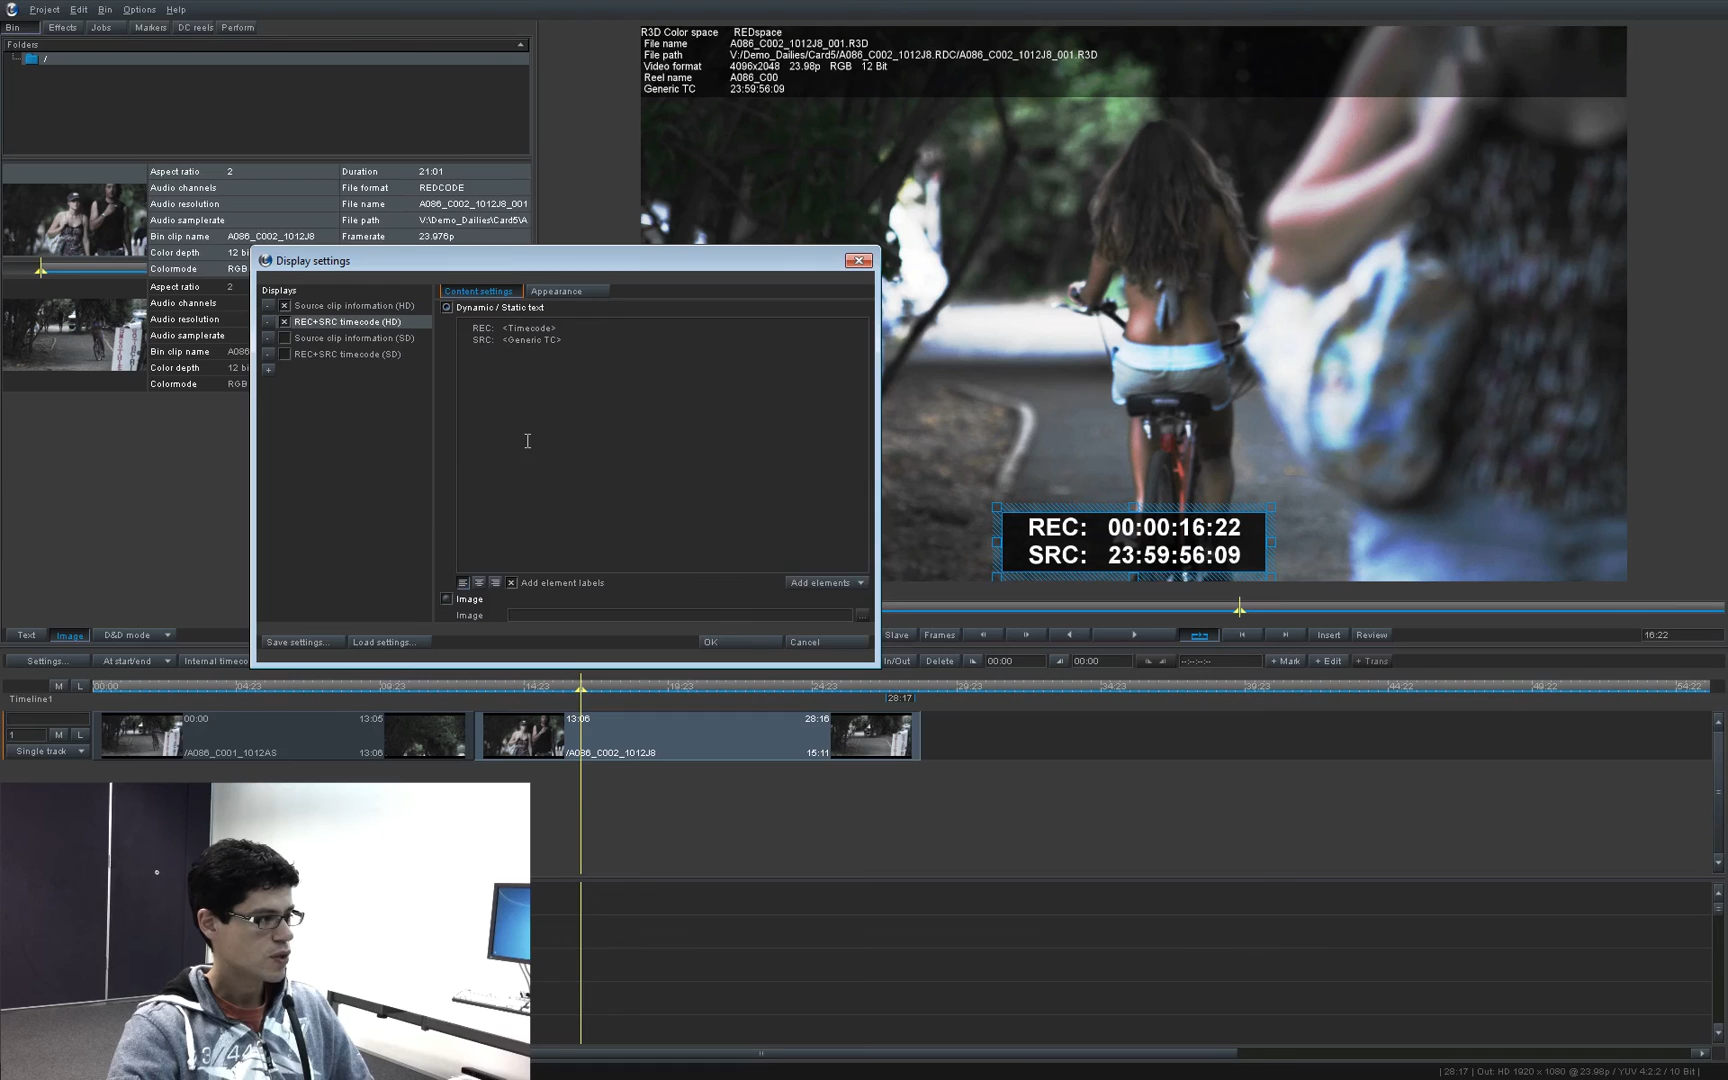 Project Edit Bin Options Help
Bin Effects Jobs Markers DC reels Perform
Folders
/
Aspect ratio 2 Duration 21:01
Audio channels File format REDCODE
Audio resolution File name A086_C002_1012J8_001
Audio samplerate File path V:\Demo_Dailies\Card5\A
Bin clip name A086_C002_1012J8 Framerate 23.976p
Color depth 12 bi
Colormode RGB
Aspect ratio 2
Audio channels
Audio resolution
Audio samplerate
Bin clip name A086
Color depth 12 bi
Colormode RGB
R3D Color space REDspace
File name A086_C002_1012J8_001.R3D
File path V:/Demo_Dailies/Card5/A086_C002_1012J8.RDC/A086_C002_1012J8_001.R3D
Video format 4096x2048 23.98p RGB 12 Bit
Reel name A086_C00
Generic TC 23:59:56:09
Display settings
Displays
- Source clip information (HD)
- REC+SRC timecode (HD)
- Source clip information (SD)
- REC+SRC timecode (SD)
+
Content settings Appearance
Dynamic / Static text
REC: <Timecode>
SRC: <Generic TC>
Add element labels Add elements
Image
Image ...
Save settings... Load settings... OK Cancel
REC: 00:00:16:22
SRC: 23:59:56:09
Text Image D&D mode
Slave Frames Insert Review 16:22
Settings... At start/end Internal timeco
In/Out Delete 00:00 00:00 --:--:--:-- + Mark + Edit + Trans
M L 00:00 04:23 09:23 14:23 19:23 24:23 29:23 34:23 39:23 44:22 49:22 54:22
Timeline1 28:17
1 M L
Single track
00:00 13:05
/A086_C001_1012AS 13:06
13:06 28:16
/A086_C002_1012J8 15:11
| 28:17 | Out: HD 1920 x 1080 @ 23.98p / YUV 4:2:2 / 10 Bit |